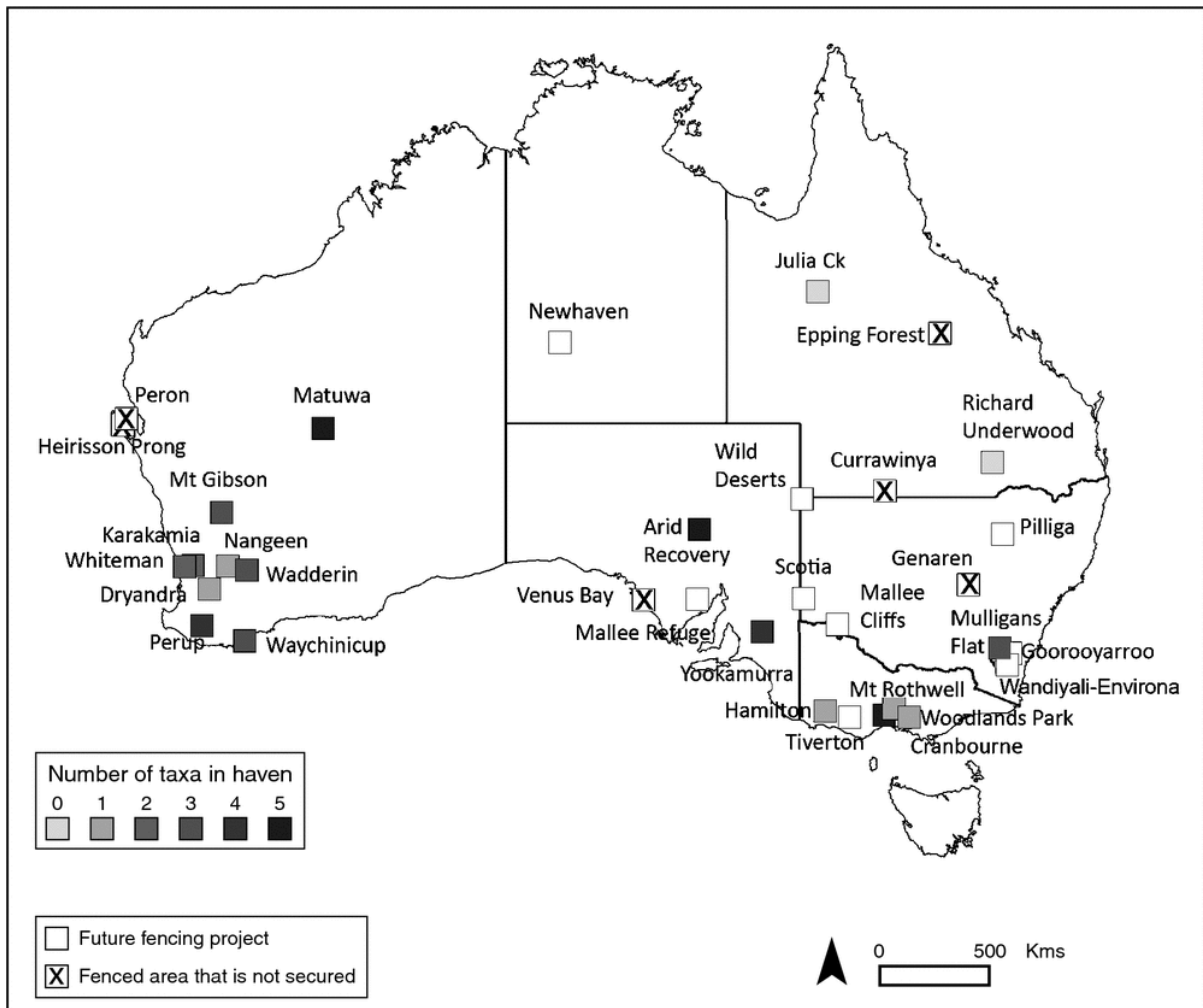 Julia Ck
Newhaven
Epping Forest
Peron
Matuwa
Richard
Underwood
Heirisson Prong
Wild
Deserts
Currawinya
Mt Gibson
Karakamia
Nangeen
Arid
Recovery
Pilliga
Whiteman
Wadderin
Scotia
Genaren
Dryandra
Venus Bay
Mallee
Cliffs
Mulligans
Flat
Perup
Waychinicup
Mallee Refuge
Goorooyarroo
Yookamurra
Wandiyali-Environa
Mt Rothwell
Hamilton
Woodlands Park
Tiverton
Cranbourne
Number of taxa in haven
0 1 2 3 4 5
Future fencing project
X Fenced area that is not secured
0 500 Kms